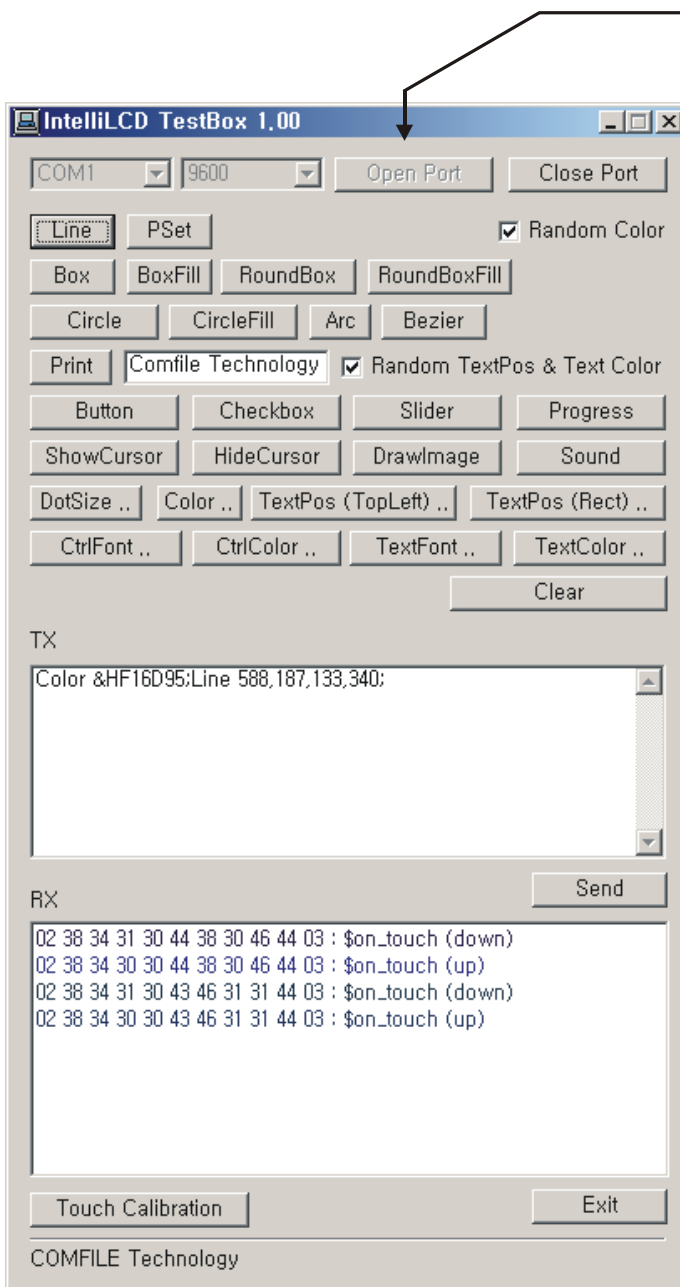 IntelliLCD TestBox 1,00
COM1 9600 Open Port Close Port
Line PSet Random Color
Box BoxFill RoundBox RoundBoxFill
Circle CircleFill Arc Bezier
Print Comfile Technology Random TextPos & Text Color
Button Checkbox Slider Progress
ShowCursor HideCursor DrawImage Sound
DotSize ,, Color ,, TextPos (TopLeft) ,, TextPos (Rect) ,,
CtrlFont ,, CtrlColor ,, TextFont ,, TextColor ,,
Clear
TX
Color &HF16D95;Line 588,187,133,340;
Send
RX
02 38 34 31 30 44 38 30 46 44 03 : $on_touch (down)
02 38 34 30 30 44 38 30 46 44 03 : $on_touch (up)
02 38 34 31 30 43 46 31 31 44 03 : $on_touch (down)
02 38 34 30 30 43 46 31 31 44 03 : $on_touch (up)
Touch Calibration Exit
COMFILE Technology